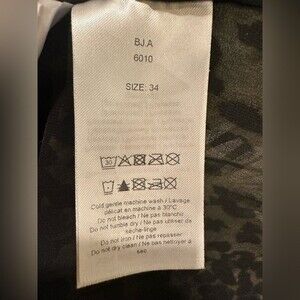 BJ.A
6010
SIZE: 34
30
Cold gentle machine wash / Lavage
délicat en machine à 30°C
Do not bleach / Ne pas blanchir
Do not tumble dry / Ne pas utiliser de
sèche-linge
Do not iron / Ne pas repasser
Do not dry clean / Ne pas nettoyer à
sec